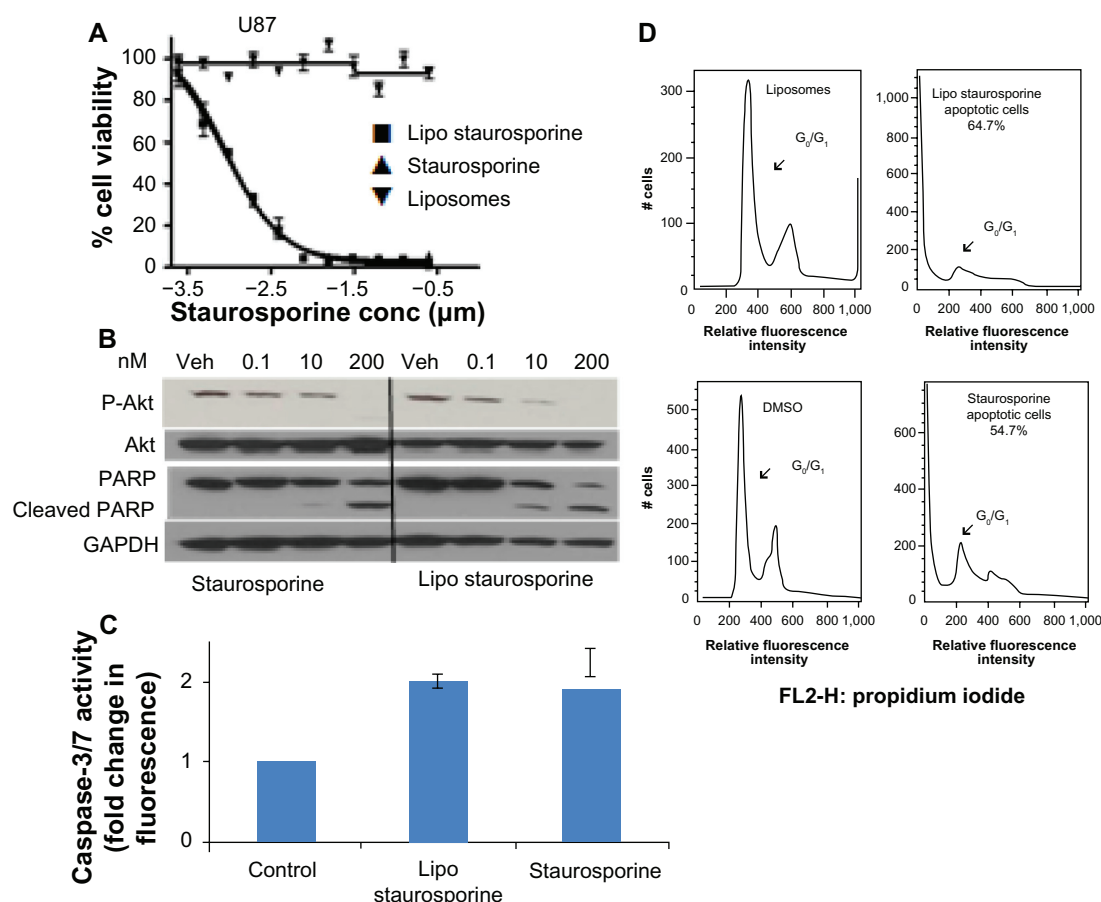 A
U87
100
80
60
40
20
0
% cell viability
Lipo staurosporine
Staurosporine
Liposomes
−3.5 −2.5 −1.5 −0.5
Staurosporine conc (µm)
B
nM Veh 0.1 10 200 Veh 0.1 10 200
P-Akt
Akt
PARP
Cleaved PARP
GAPDH
Staurosporine Lipo staurosporine
C
Caspase-3/7 activity
(fold change in
fluorescence)
2
1
0
Control
Lipo
staurosporine
Staurosporine
D
Liposomes
G0/G1
# cells
300
200
100
0
200 400 600 800 1,000
Relative fluorescence
intensity
Lipo staurosporine
apoptotic cells
64.7%
G0/G1
1,000
800
600
400
200
0
200 400 600 800 1,000
Relative fluorescence
intensity
DMSO
G0/G1
# cells
500
400
300
200
100
0
200 400 600 800 1,000
Relative fluorescence
intensity
Staurosporine
apoptotic cells
54.7%
G0/G1
600
400
200
0
200 400 600 800 1,000
Relative fluorescence
intensity
FL2-H: propidium iodide